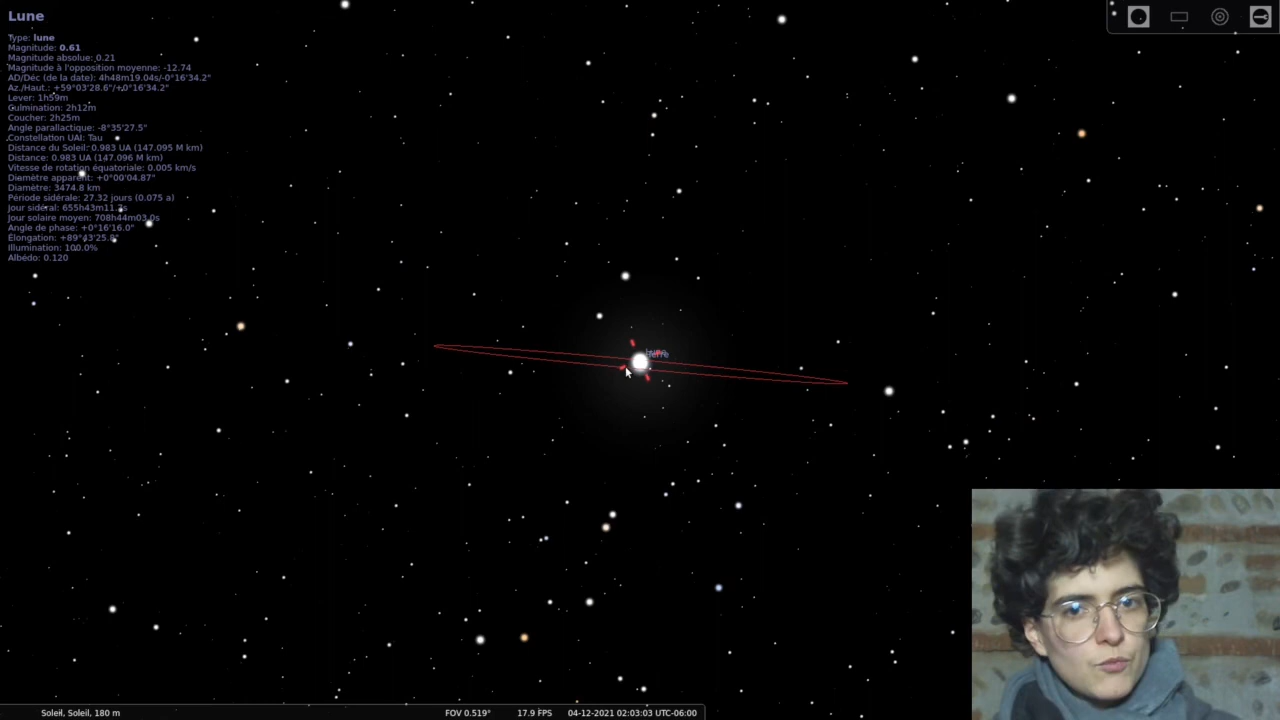 Lune
Type: lune
Magnitude: 0.61
Magnitude absolue: 0.21
Magnitude à l'opposition moyenne: -12.74
AD/Déc (de la date): 4h48m19.04s/-0°16'34.2"
Az./Haut.: +59°03'28.6"/+0°16'34.2"
Lever: 1h59m
Culmination: 2h12m
Coucher: 2h25m
Angle parallactique: -8°35'27.5"
Constellation UAI: Tau
Distance du Soleil: 0.983 UA (147.095 M km)
Distance: 0.983 UA (147.096 M km)
Vitesse de rotation équatoriale: 0.005 km/s
Diamètre apparent: +0°00'04.87"
Diamètre: 3474.8 km
Période sidérale: 27.32 jours (0.075 a)
Jour sidéral: 655h43m11.7s
Jour solaire moyen: 708h44m03.0s
Angle de phase: +0°16'16.0"
Élongation: +89°43'25.8"
Illumination: 100.0%
Albédo: 0.120
Soleil, Soleil, 180 m FOV 0.519° 17.9 FPS 04-12-2021 02:03:03 UTC-06:00